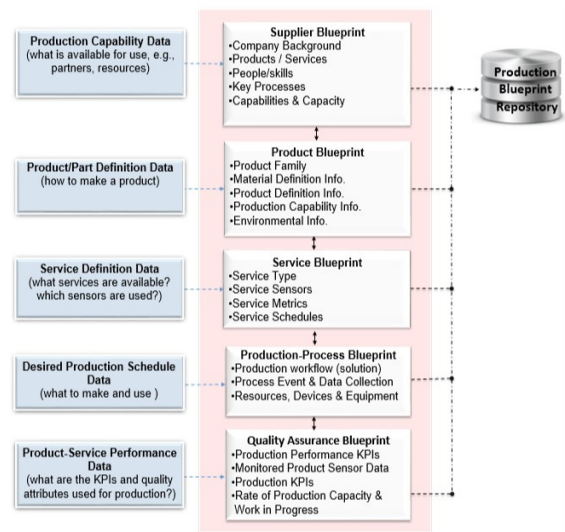 Production Capability Data
(what is available for use, e.g.,
partners, resources)
Supplier Blueprint
•Company Background
•Products / Services
•People/skills
•Key Processes
•Capabilities & Capacity
Production
Blueprint
Repository
Product/Part Definition Data
(how to make a product)
Product Blueprint
•Product Family
•Material Definition Info.
•Product Definition Info.
•Production Capability Info.
•Environmental Info.
Service Definition Data
(what services are available?
which sensors are used?)
Service Blueprint
•Service Type
•Service Sensors
•Service Metrics
•Service Schedules
Desired Production Schedule
Data
(what to make and use )
Production-Process Blueprint
•Production workflow (solution)
•Process Event & Data Collection
•Resources, Devices & Equipment
Product-Service Performance
Data
(what are the KPIs and quality
attributes used for production?)
Quality Assurance Blueprint
•Production Performance KPIs
•Monitored Product Sensor Data
•Production KPIs
•Rate of Production Capacity &
Work in Progress